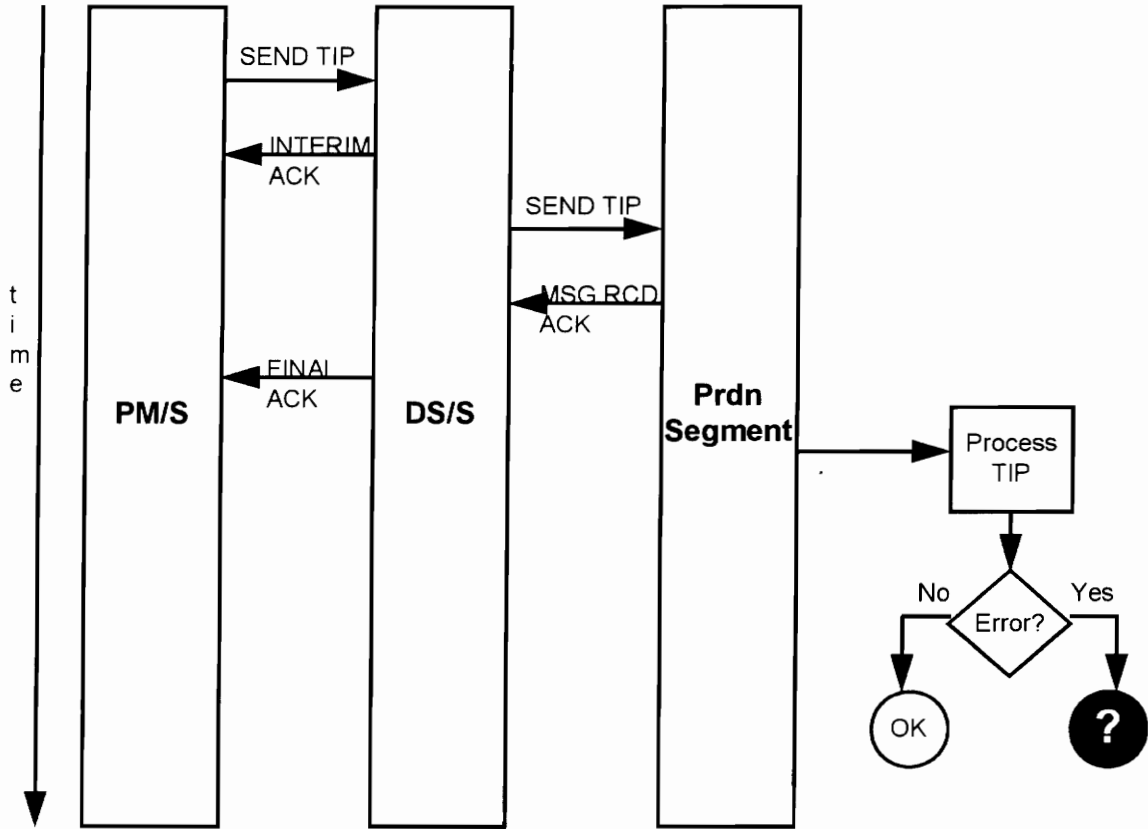 SEND TIP
INTERIM
ACK
SEND TIP
MSG RCD
ACK
FINAL
ACK
time
PM/S
DS/S
Prdn
Segment
Process
TIP
Error?
No
Yes
OK
?